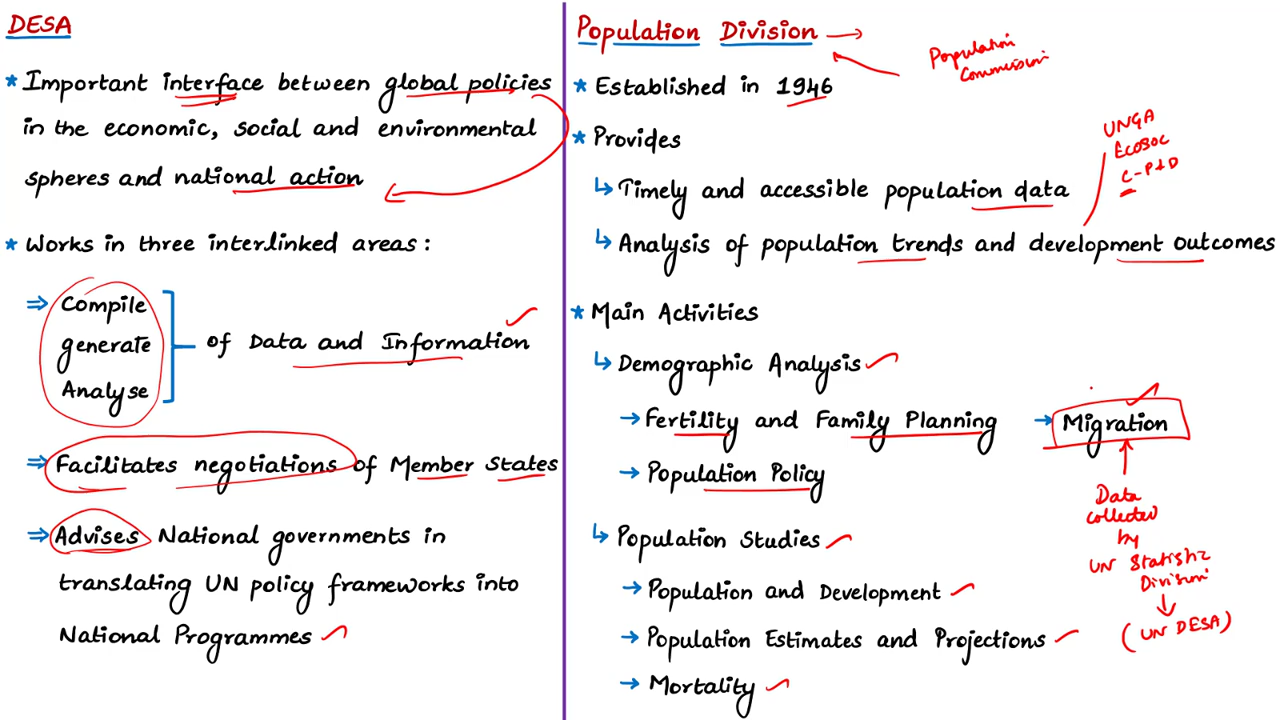 DESA
* Important interface between global policies
in the economic, social and environmental
spheres and national action
* Works in three interlinked areas:
⇒ Compile
generate
Analyse
of Data and Information
⇒ Facilitates negotiations of Member States
⇒ Advises National governments in
translating UN policy frameworks into
National Programmes
Population Division →
Population
Commission
* Established in 1946
* Provides
↳ Timely and accessible population data
↳ Analysis of population trends and development outcomes
UNGA
ECOSOC
C-P&D
* Main Activities
↳ Demographic Analysis
→ Fertility and Family Planning
→ Migration
→ Population Policy
Data
collected
by
UN Statistic
Division
↓
(UN DESA)
↳ Population Studies
→ Population and Development
→ Population Estimates and Projections
→ Mortality